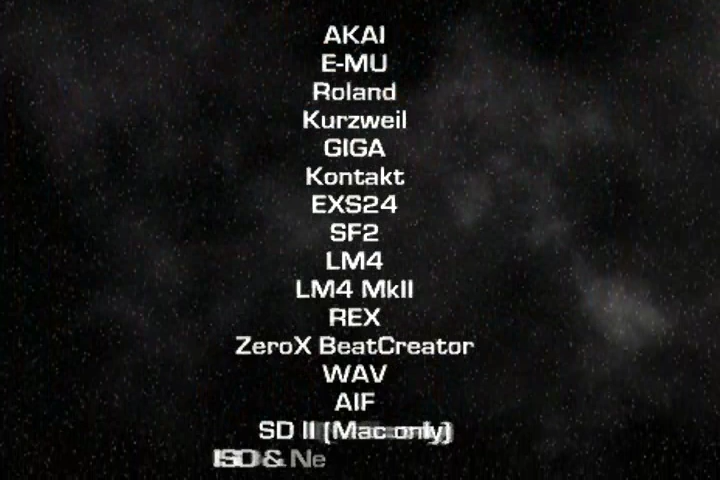 AKAI
E-MU
Roland
Kurzweil
GIGA
Kontakt
EXS24
SF2
LM4
LM4 MkII
REX
ZeroX BeatCreator
WAV
AIF
SD II (Mac only)
& Ne